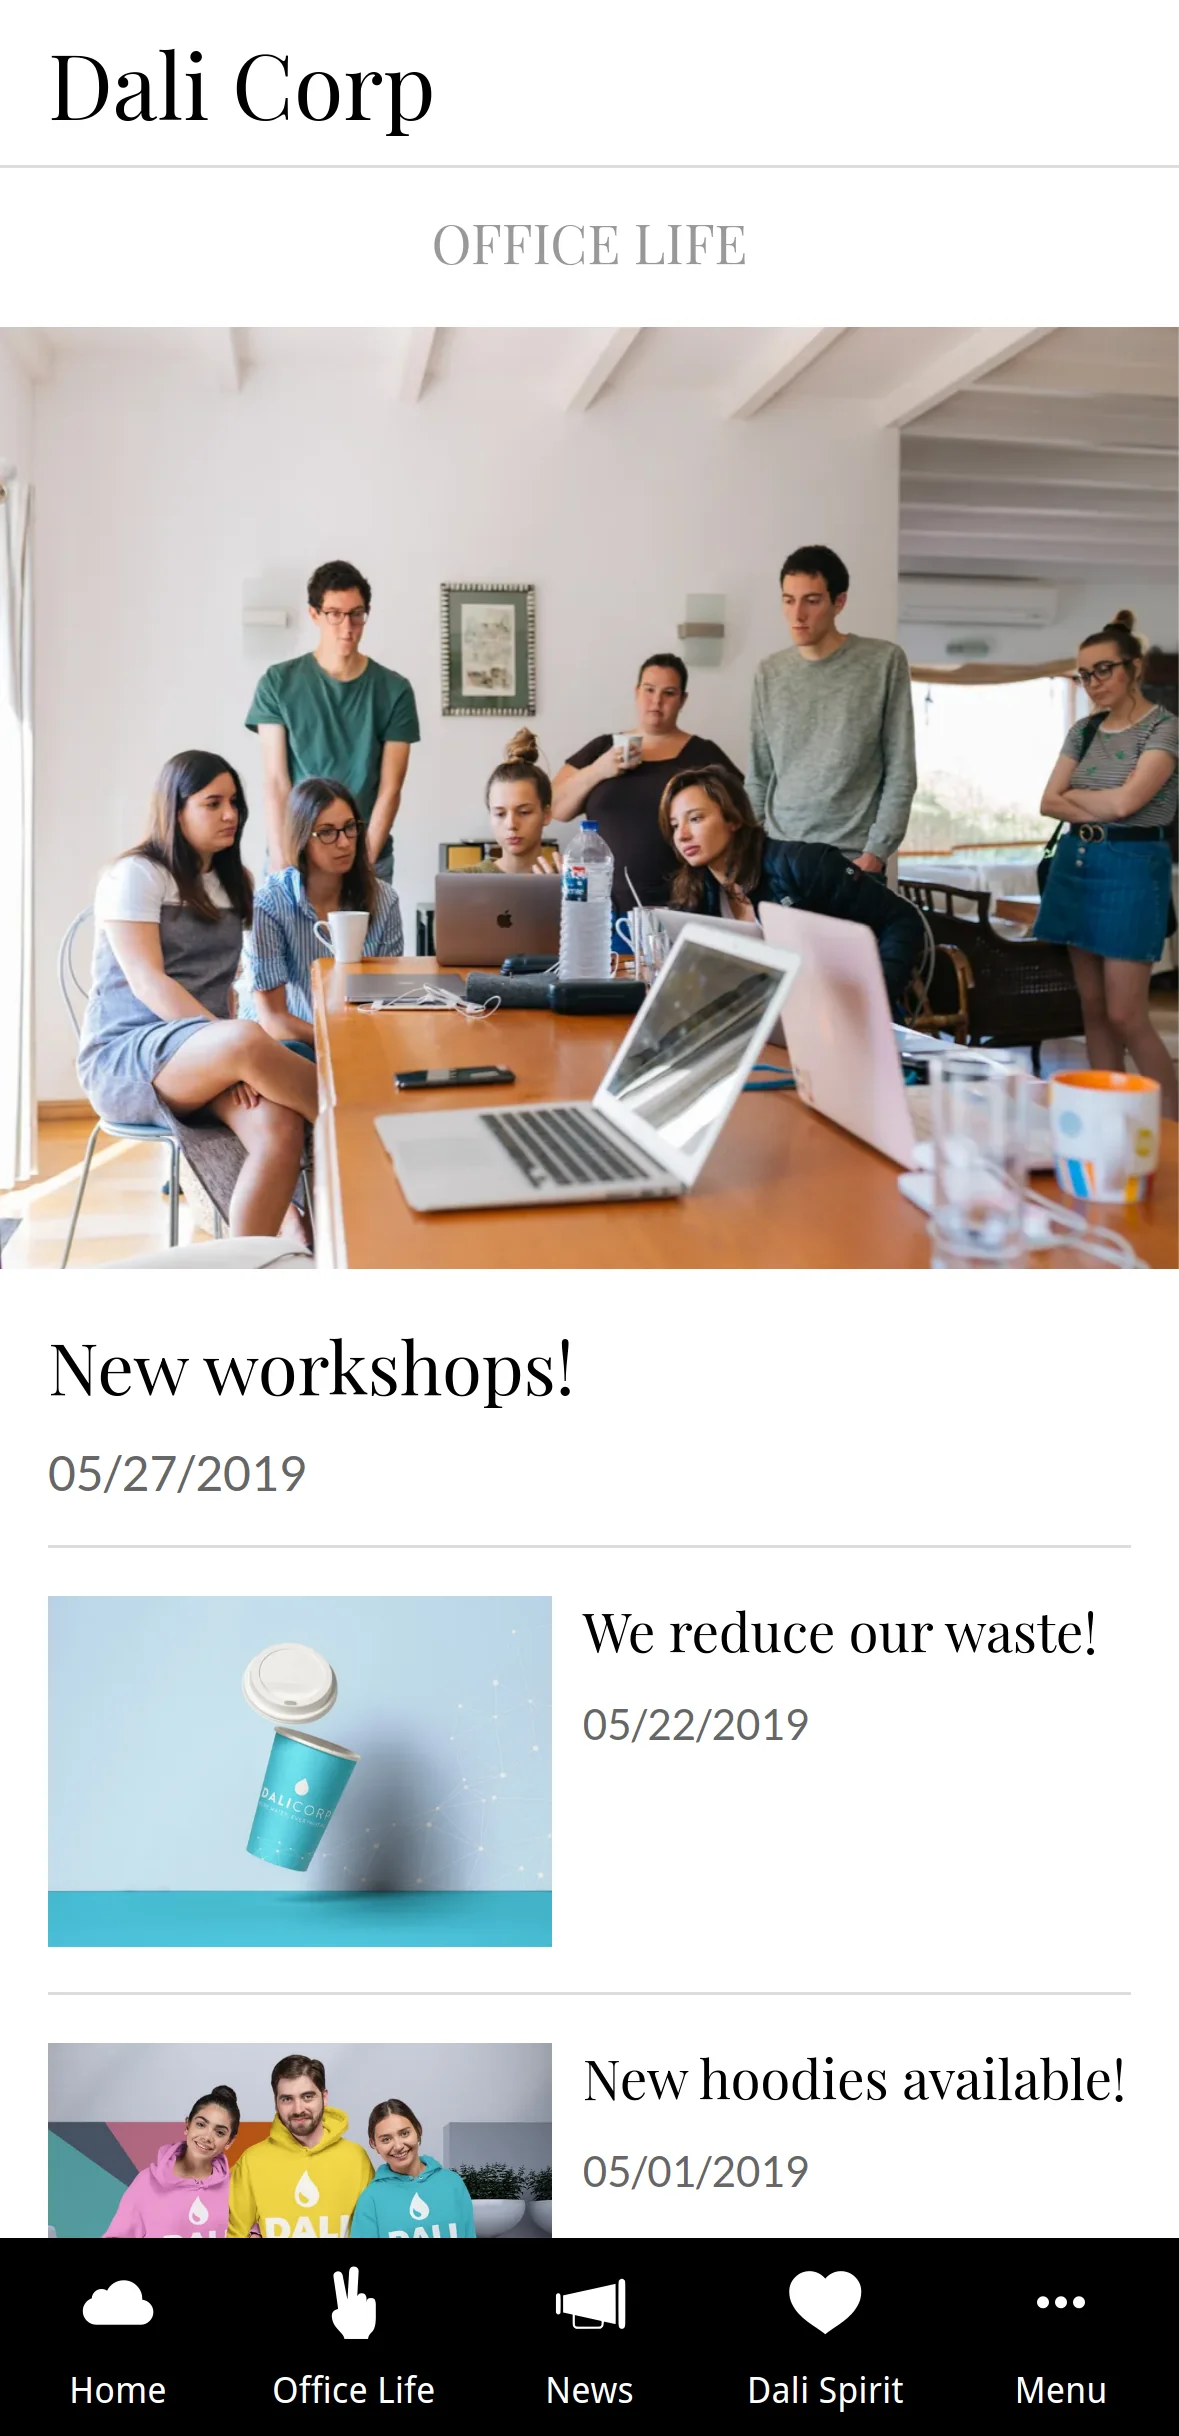 Dali Corp
OFFICE LIFE
New workshops!
05/27/2019
We reduce our waste!
05/22/2019
DALICORP
New hoodies available!
05/01/2019
DALI
DALI
DALI
Home
Office Life
News
Dali Spirit
Menu